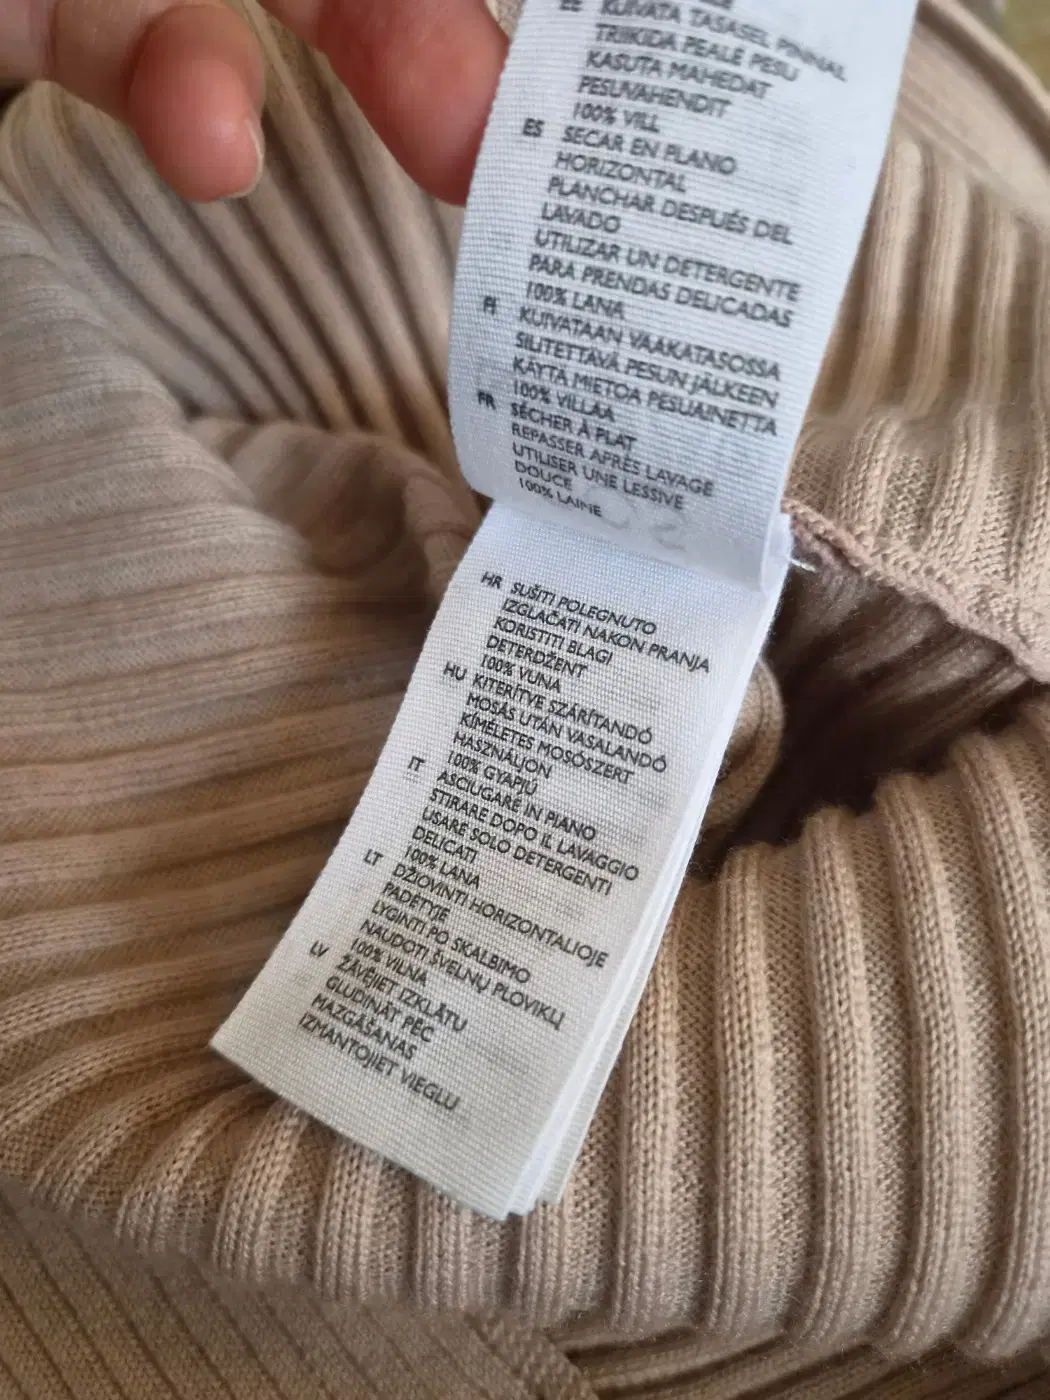 EE KUIVATA TASASEL PINNAL
TRIIKIDA PEALE PESU
KASUTA MAHEDAT
PESUVAHENDIT
100% VILL
ES SECAR EN PLANO
HORIZONTAL
PLANCHAR DESPUÉS DEL
LAVADO
UTILIZAR UN DETERGENTE
PARA PRENDAS DELICADAS
100% LANA
FI KUIVATAAN VAAKATASOSSA
SILITETTÄVÄ PESUN JÄLKEEN
KÄYTÄ MIETOA PESUAINETTA
100% VILLAA
FR SÉCHER À PLAT
REPASSER APRÈS LAVAGE
UTILISER UNE LESSIVE
DOUCE
100% LAINE
HR SUŠITI POLEGNUTO
IZGLAČATI NAKON PRANJA
KORISTITI BLAGI
DETERDŽENT
100% VUNA
HU KITERÍTVE SZÁRÍTANDÓ
MOSÁS UTÁN VASALANDÓ
KÍMÉLETES MOSÓSZERT
HASZNÁLJON
100% GYAPJÚ
IT ASCIUGARE IN PIANO
STIRARE DOPO IL LAVAGGIO
USARE SOLO DETERGENTI
DELICATI
100% LANA
LT DŽIOVINTI HORIZONTALIOJE
PADĖTYJE
LYGINTI PO SKALBIMO
NAUDOTI ŠVELNŲ PLOVIKLĮ
100% VILNA
LV ŽĀVĒJIET IZKLĀTU
GLUDINĀT PĒC
MAZGĀŠANAS
IZMANTOJIET VIEGLU